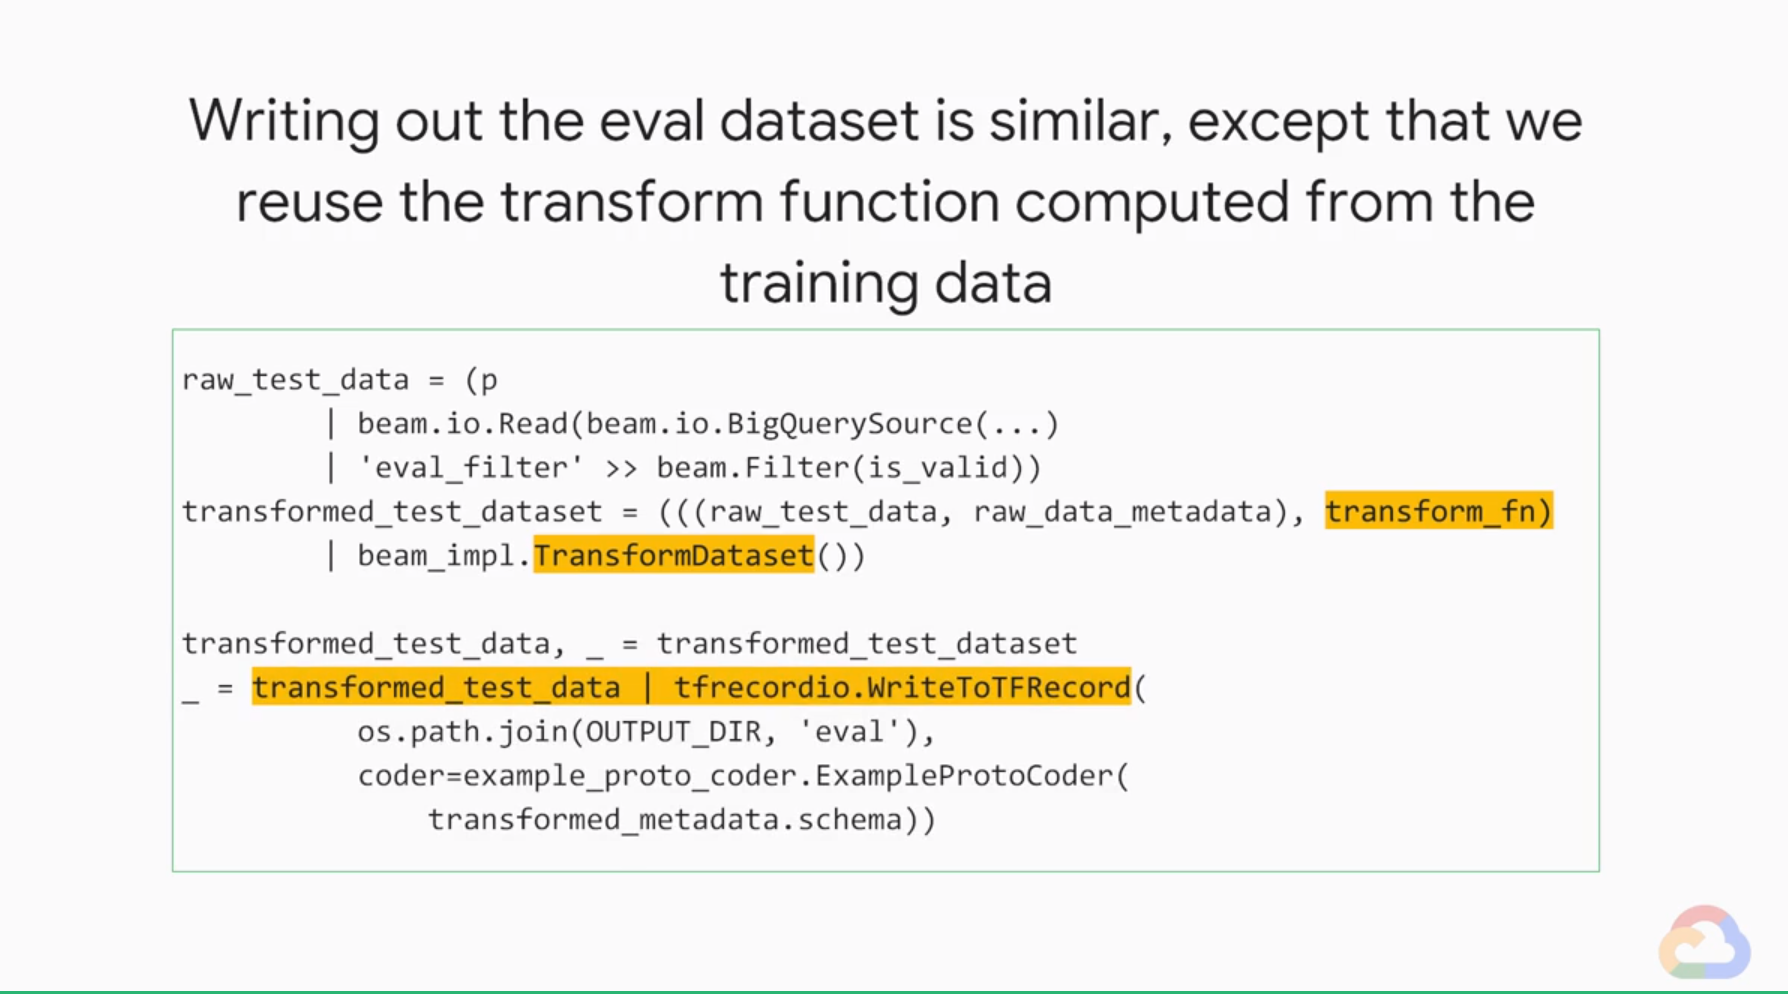 Writing out the eval dataset is similar, except that we
reuse the transform function computed from the
training data
raw_test_data = (p
        | beam.io.Read(beam.io.BigQuerySource(...)
        | 'eval_filter' >> beam.Filter(is_valid))
transformed_test_dataset = (((raw_test_data, raw_data_metadata), transform_fn)
        | beam_impl.TransformDataset())
transformed_test_data, _ = transformed_test_dataset
_ = transformed_test_data | tfrecordio.WriteToTFRecord(
          os.path.join(OUTPUT_DIR, 'eval'),
          coder=example_proto_coder.ExampleProtoCoder(
              transformed_metadata.schema))